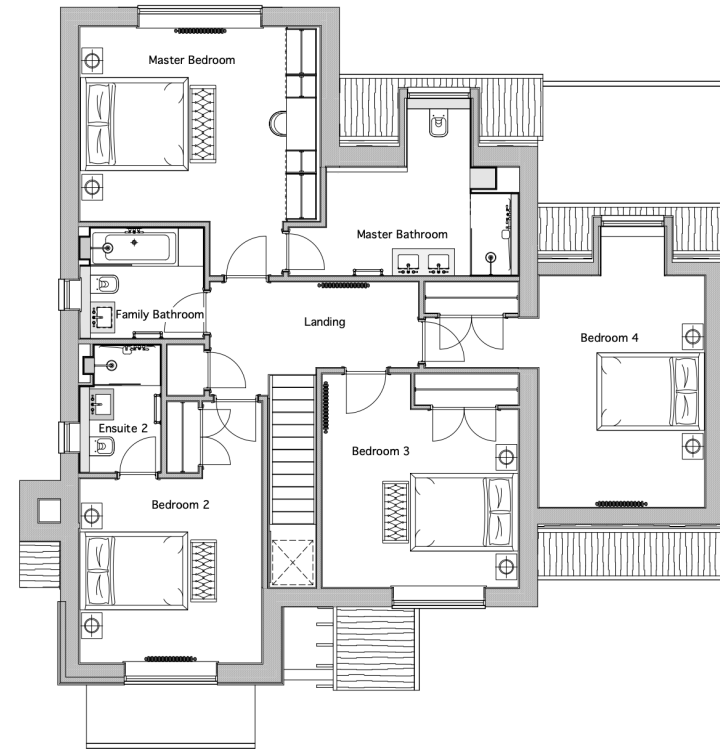 Master Bedroom
Master Bathroom
Family Bathroom
Landing
Bedroom 4
Ensuite 2
Bedroom 3
Bedroom 2